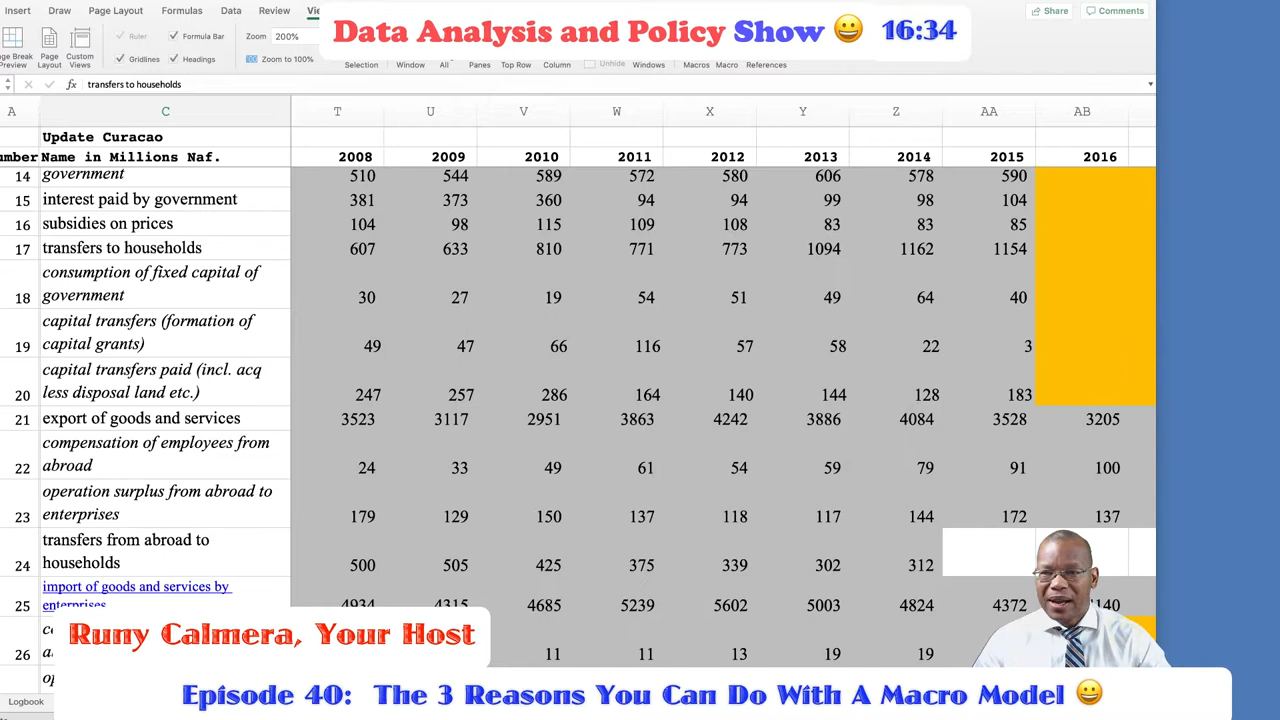 Insert Draw Page Layout Formulas Data Review
Data Analysis and Policy Show 😀 16:34
Share Comments
Page Break Preview
Page Layout
Custom Views
Ruler Formula Bar Zoom 200%
Gridlines Headings Zoom to 100%
Selection Window All Panes Top Row Column Unhide Windows Macros Macro References
fx transfers to households
A C T U V W X Y Z AA AB
Update Curacao
Name in Millions Naf. 2008 2009 2010 2011 2012 2013 2014 2015 2016
14 government 510 544 589 572 580 606 578 590
15 interest paid by government 381 373 360 94 94 99 98 104
16 subsidies on prices 104 98 115 109 108 83 83 85
17 transfers to households 607 633 810 771 773 1094 1162 1154
consumption of fixed capital of
18 government 30 27 19 54 51 49 64 40
capital transfers (formation of
19 capital grants) 49 47 66 116 57 58 22 3
capital transfers paid (incl. acq
20 less disposal land etc.) 247 257 286 164 140 144 128 183
21 export of goods and services 3523 3117 2951 3863 4242 3886 4084 3528 3205
compensation of employees from
22 abroad 24 33 49 61 54 59 79 91 100
operation surplus from abroad to
23 enterprises 179 129 150 137 118 117 144 172 137
transfers from abroad to
24 households 500 505 425 375 339 302 312
import of goods and services by
25 enterprises 4934 4315 4685 5239 5602 5003 4824 4372
26 11 11 13 19 19
Runy Calmera, Your Host
Episode 40: The 3 Reasons You Can Do With A Macro Model 😀
Logbook